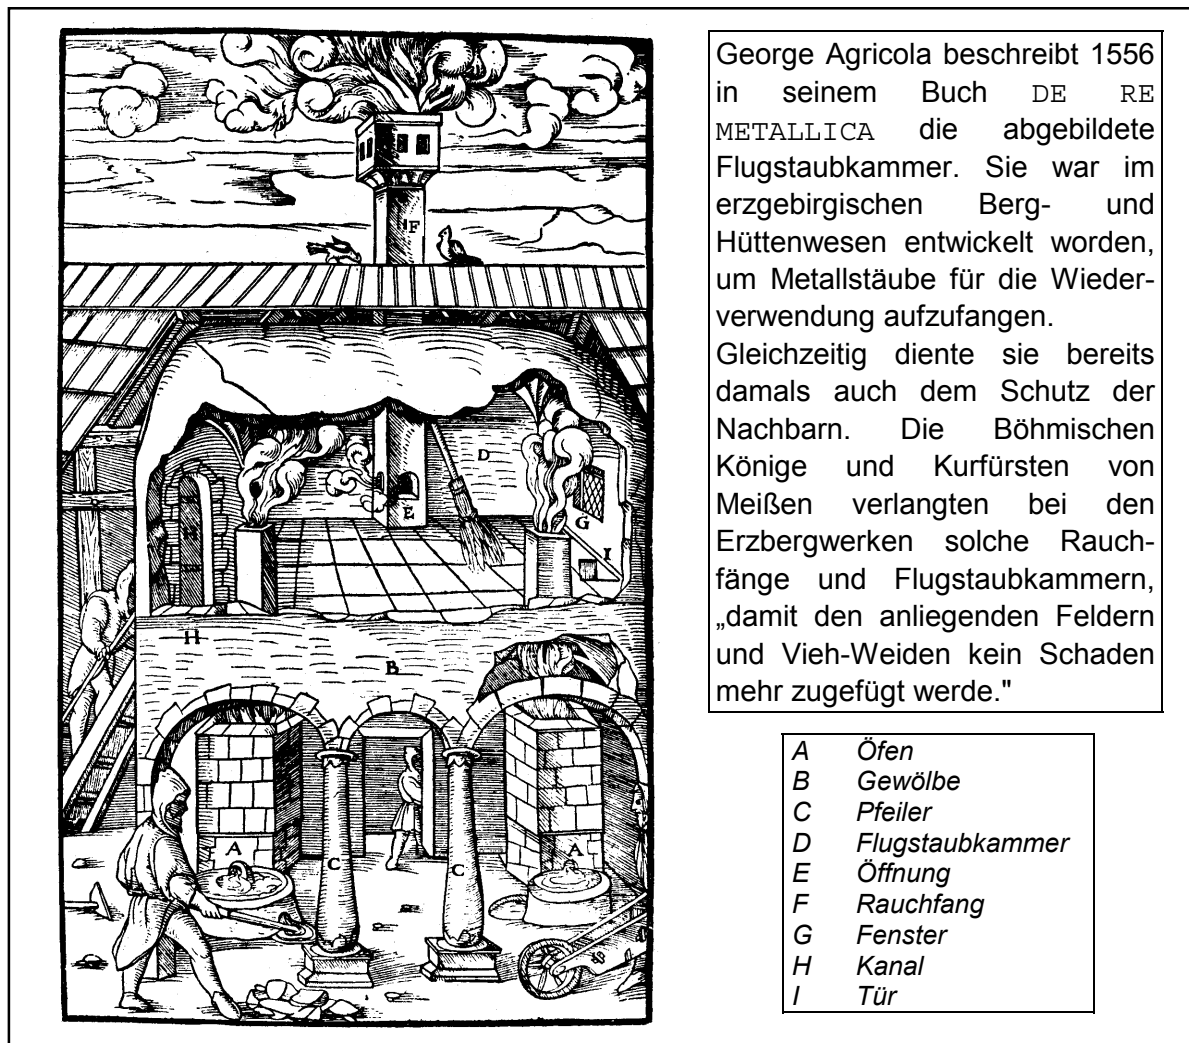 George Agricola beschreibt 1556
in seinem Buch DE RE
METALLICA die abgebildete
Flugstaubkammer. Sie war im
erzgebirgischen Berg- und
Hüttenwesen entwickelt worden,
um Metallstäube für die Wieder-
verwendung aufzufangen.
Gleichzeitig diente sie bereits
damals auch dem Schutz der
Nachbarn. Die Böhmischen
Könige und Kurfürsten von
Meißen verlangten bei den
Erzbergwerken solche Rauch-
fänge und Flugstaubkammern,
„damit den anliegenden Feldern
und Vieh-Weiden kein Schaden
mehr zugefügt werde."
A Öfen
B Gewölbe
C Pfeiler
D Flugstaubkammer
E Öffnung
F Rauchfang
G Fenster
H Kanal
I Tür
F
D
E
G
H
I
H
B
A
C
C
A